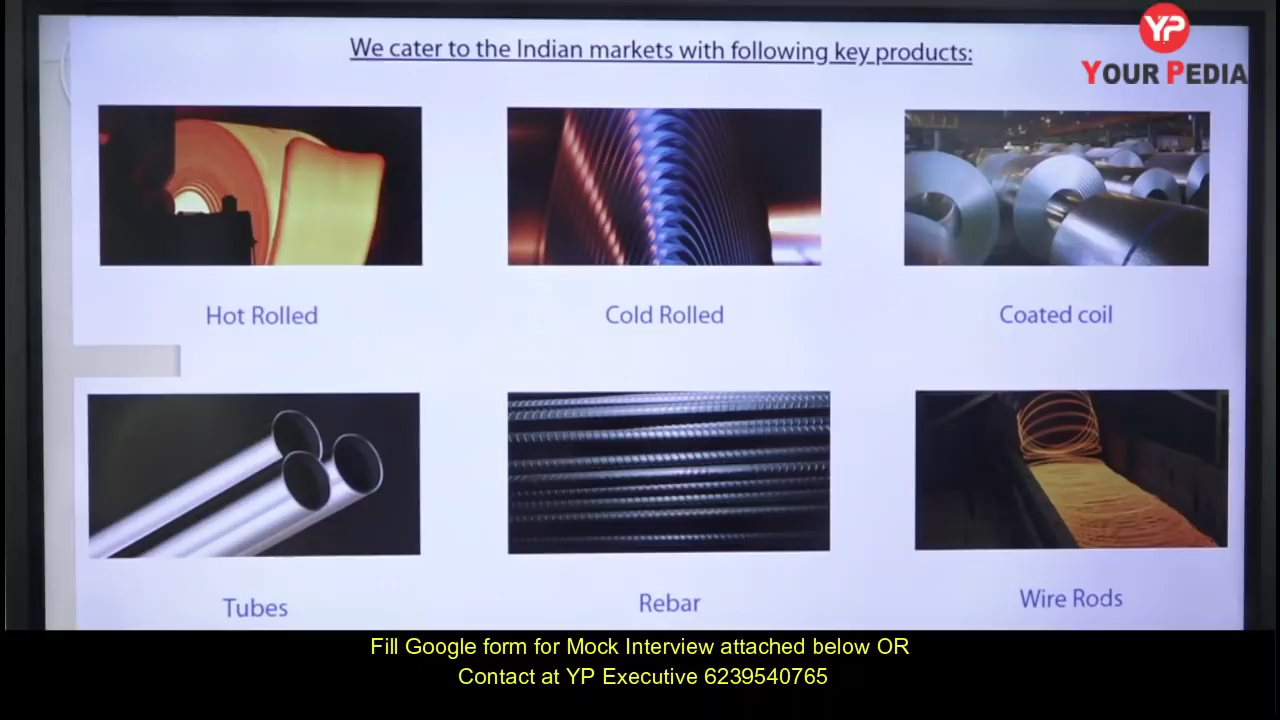 We cater to the Indian markets with following key products:
YP
YOUR PEDIA
Hot Rolled
Cold Rolled
Coated coil
Tubes
Rebar
Wire Rods
Fill Google form for Mock Interview attached below OR
Contact at YP Executive 6239540765